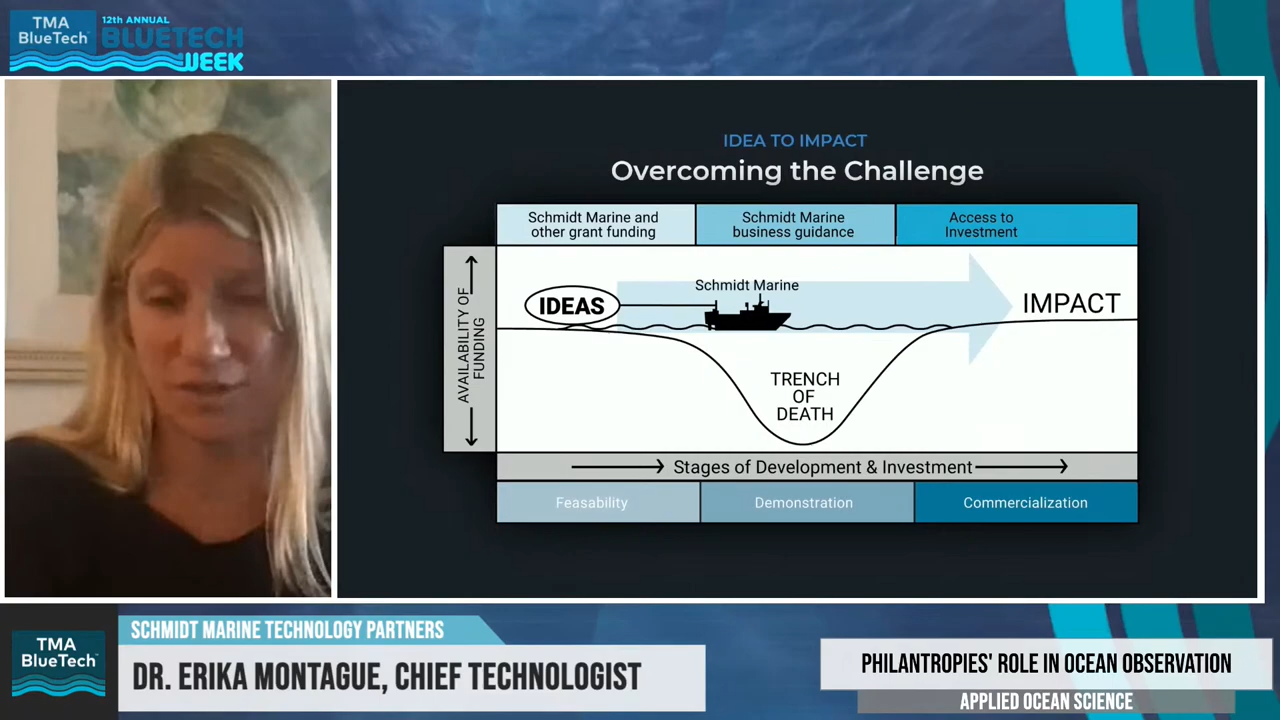 TMA
BlueTech™
12th ANNUAL
BLUETECH
WEEK
IDEA TO IMPACT
Overcoming the Challenge
Schmidt Marine and
other grant funding
Schmidt Marine
business guidance
Access to
Investment
AVAILABILITY OF
FUNDING
IDEAS
Schmidt Marine
IMPACT
TRENCH
OF
DEATH
Stages of Development & Investment
Feasability
Demonstration
Commercialization
TMA
BlueTech™
SCHMIDT MARINE TECHNOLOGY PARTNERS
DR. ERIKA MONTAGUE, CHIEF TECHNOLOGIST
PHILANTROPIES' ROLE IN OCEAN OBSERVATION
APPLIED OCEAN SCIENCE